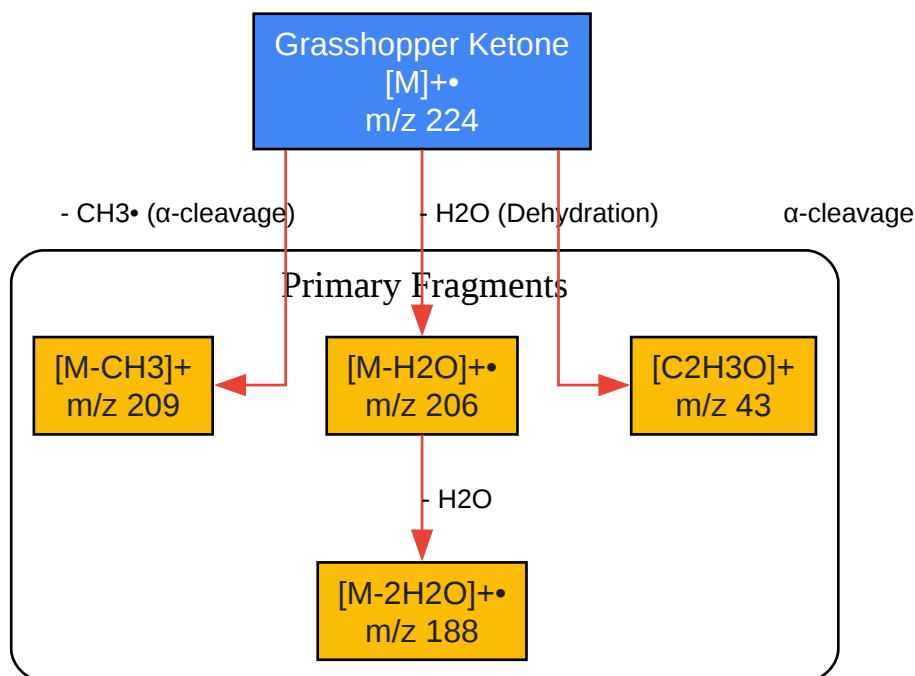 Grasshopper Ketone
[M]+•
m/z 224
- CH3• (α-cleavage)
- H2O (Dehydration)
α-cleavage
Primary Fragments
[M-CH3]+
m/z 209
[M-H2O]+•
m/z 206
[C2H3O]+
m/z 43
- H2O
[M-2H2O]+•
m/z 188